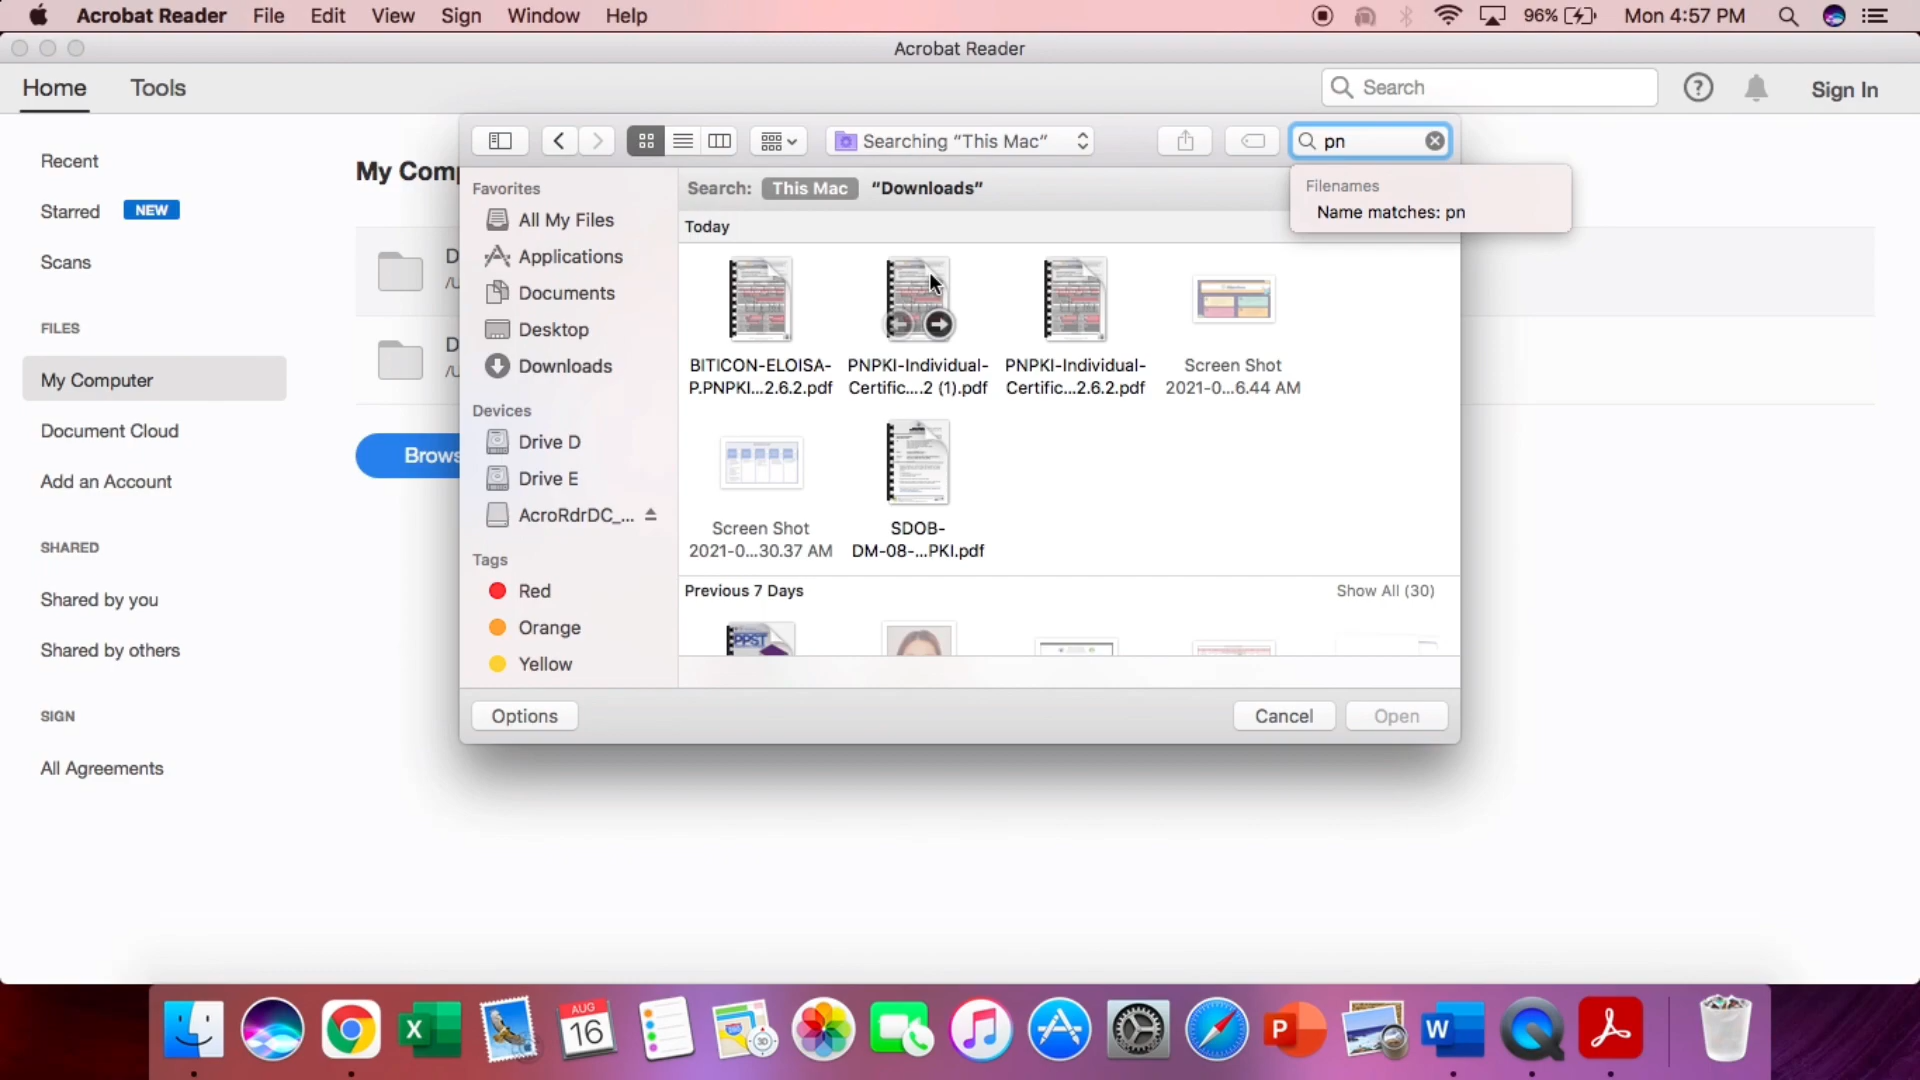 Acrobat Reader File Edit View Sign Window Help 96% Mon 4:57 PM
Acrobat Reader
Home Tools Search ? Sign In
Searching "This Mac" pn
Recent
Starred NEW
Scans
FILES
My Computer
Document Cloud
Add an Account
SHARED
Shared by you
Shared by others
SIGN
All Agreements
My Comp
D
/U
D
/U
Brows
Favorites
All My Files
Applications
Documents
Desktop
Downloads
Devices
Drive D
Drive E
AcroRdrDC_...
Tags
Red
Orange
Yellow
Search: This Mac "Downloads"
Filenames
Name matches: pn
Today
BITICON-ELOISA-
P.PNPKI...2.6.2.pdf
PNPKI-Individual-
Certific....2 (1).pdf
PNPKI-Individual-
Certific...2.6.2.pdf
Screen Shot
2021-0...6.44 AM
Screen Shot
2021-0...30.37 AM
SDOB-
DM-08-...PKI.pdf
Previous 7 Days Show All (30)
PPST
Options Cancel Open
AUG
16
X
3D
P
W